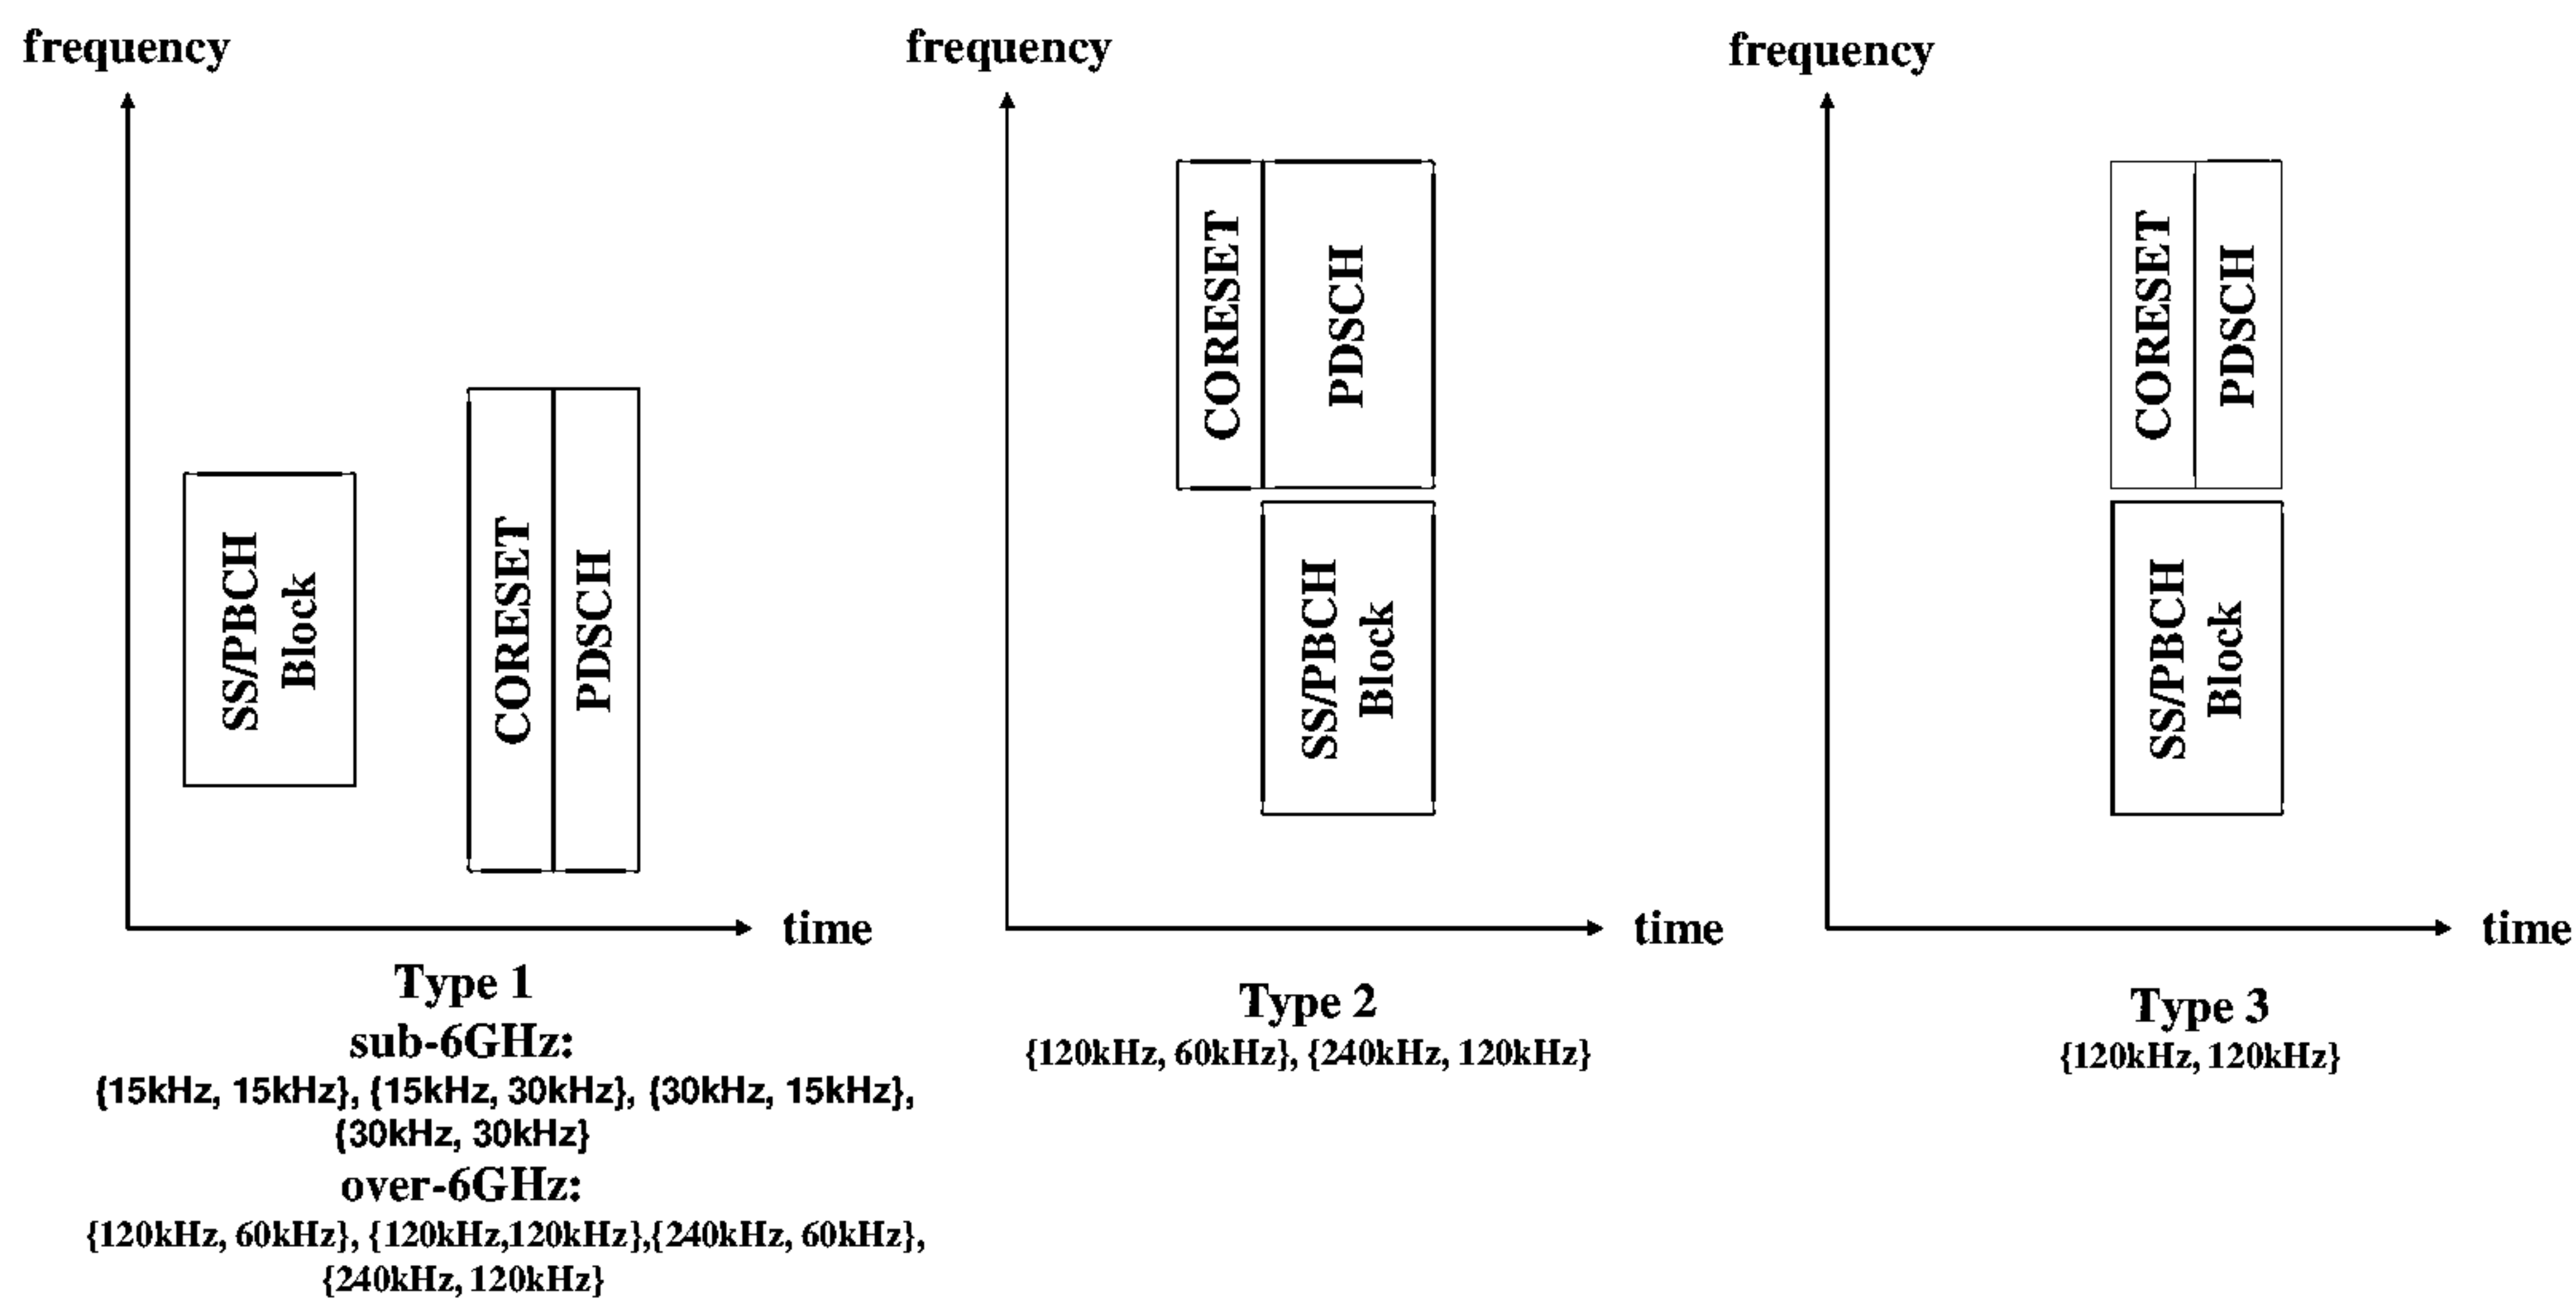 frequency
SS/PBCH
Block
CORESET
PDSCH
time
Type 1
sub-6GHz:
{15kHz, 15kHz}, {15kHz, 30kHz}, {30kHz, 15kHz},
{30kHz, 30kHz}
over-6GHz:
{120kHz, 60kHz}, {120kHz,120kHz},{240kHz, 60kHz},
{240kHz, 120kHz}
frequency
CORESET
PDSCH
SS/PBCH
Block
time
Type 2
{120kHz, 60kHz}, {240kHz, 120kHz}
frequency
CORESET
PDSCH
SS/PBCH
Block
time
Type 3
{120kHz, 120kHz}